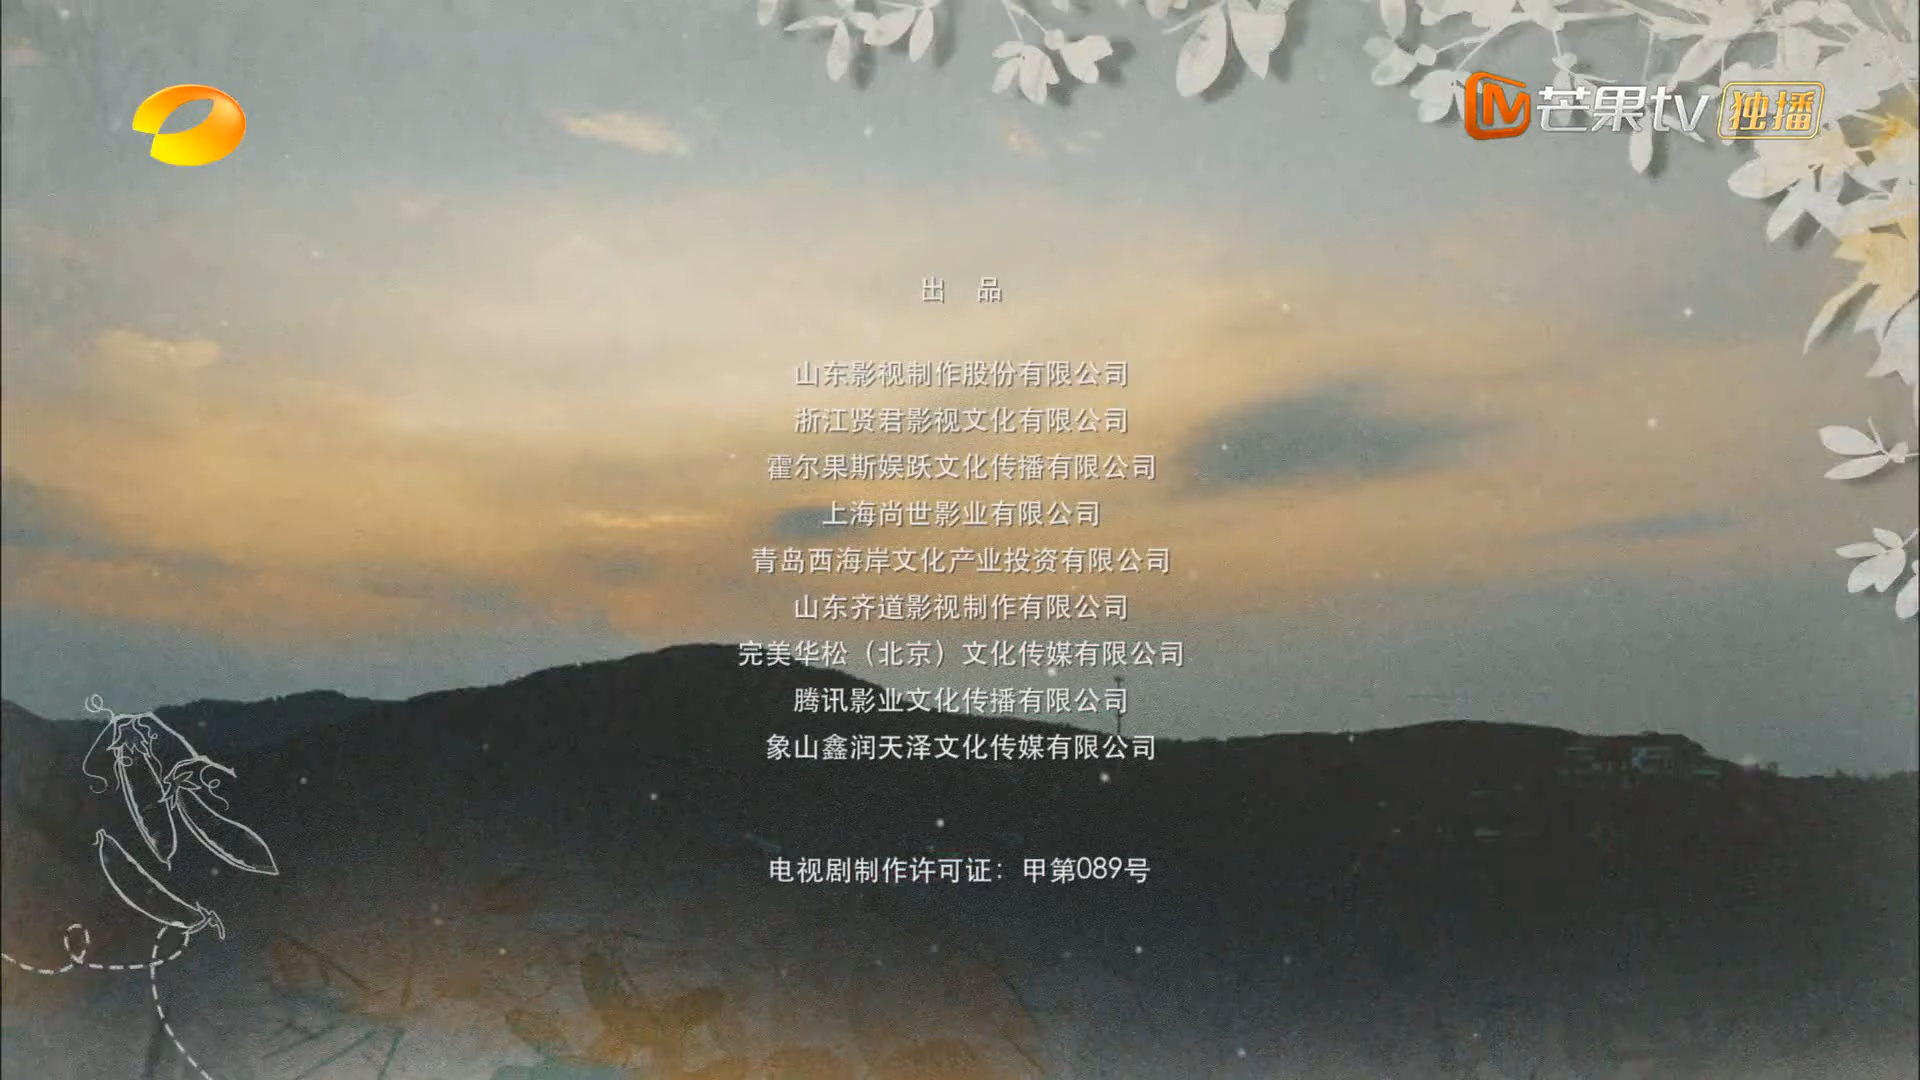 芒果tv 独播
出 品
山东影视制作股份有限公司
浙江贤君影视文化有限公司
霍尔果斯娱跃文化传播有限公司
上海尚世影业有限公司
青岛西海岸文化产业投资有限公司
山东齐道影视制作有限公司
完美华松（北京）文化传媒有限公司
腾讯影业文化传播有限公司
象山鑫润天泽文化传媒有限公司
电视剧制作许可证：甲第089号